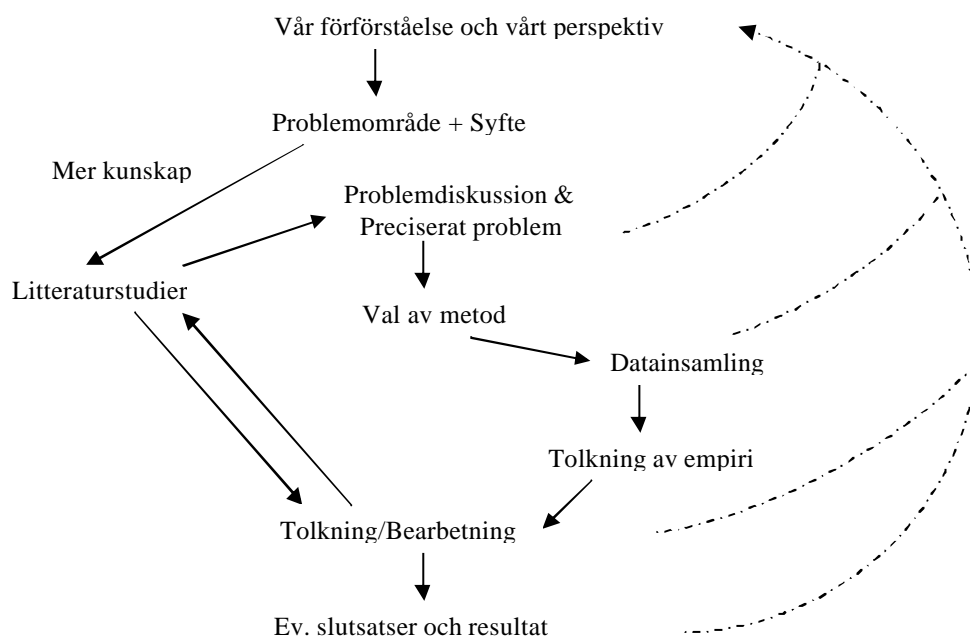 Vår förförståelse och vårt perspektiv
Problemområde + Syfte
Mer kunskap
Problemdiskussion &
Preciserat problem
Litteraturstudier
Val av metod
Datainsamling
Tolkning av empiri
Tolkning/Bearbetning
Ev. slutsatser och resultat